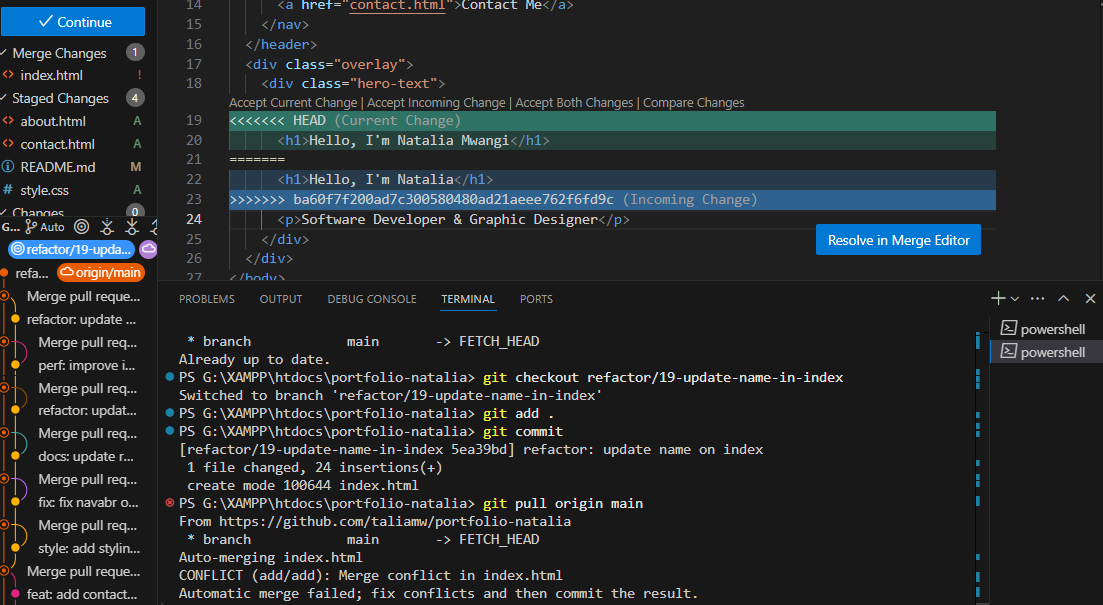 Continue
Merge Changes 1
index.html !
Staged Changes 4
about.html A
contact.html A
README.md M
style.css A
Changes 0
G... Auto
refactor/19-upda...
refa... origin/main
Merge pull reque...
refactor: update ...
Merge pull req...
perf: improve i...
Merge pull req...
refactor: updat...
Merge pull req...
docs: update r...
Merge pull req...
fix: fix navabr o...
Merge pull req...
style: add stylin...
Merge pull reque...
feat: add contact...
14 <a href="contact.html">Contact Me</a>
15 </nav>
16 </header>
17 <div class="overlay">
18 <div class="hero-text">
Accept Current Change | Accept Incoming Change | Accept Both Changes | Compare Changes
19 <<<<<<< HEAD (Current Change)
20 <h1>Hello, I'm Natalia Mwangi</h1>
21 =======
22 <h1>Hello, I'm Natalia</h1>
23 >>>>>>> ba60f7f200ad7c300580480ad21aeee762f6fd9c (Incoming Change)
24 <p>Software Developer & Graphic Designer</p>
25 </div>
26 </div>
27 </body>
Resolve in Merge Editor
PROBLEMS OUTPUT DEBUG CONSOLE TERMINAL PORTS
* branch main -> FETCH_HEAD
Already up to date.
PS G:\XAMPP\htdocs\portfolio-natalia> git checkout refactor/19-update-name-in-index
Switched to branch 'refactor/19-update-name-in-index'
PS G:\XAMPP\htdocs\portfolio-natalia> git add .
PS G:\XAMPP\htdocs\portfolio-natalia> git commit
[refactor/19-update-name-in-index 5ea39bd] refactor: update name on index
1 file changed, 24 insertions(+)
create mode 100644 index.html
PS G:\XAMPP\htdocs\portfolio-natalia> git pull origin main
From https://github.com/taliamw/portfolio-natalia
* branch main -> FETCH_HEAD
Auto-merging index.html
CONFLICT (add/add): Merge conflict in index.html
Automatic merge failed; fix conflicts and then commit the result.
powershell
powershell